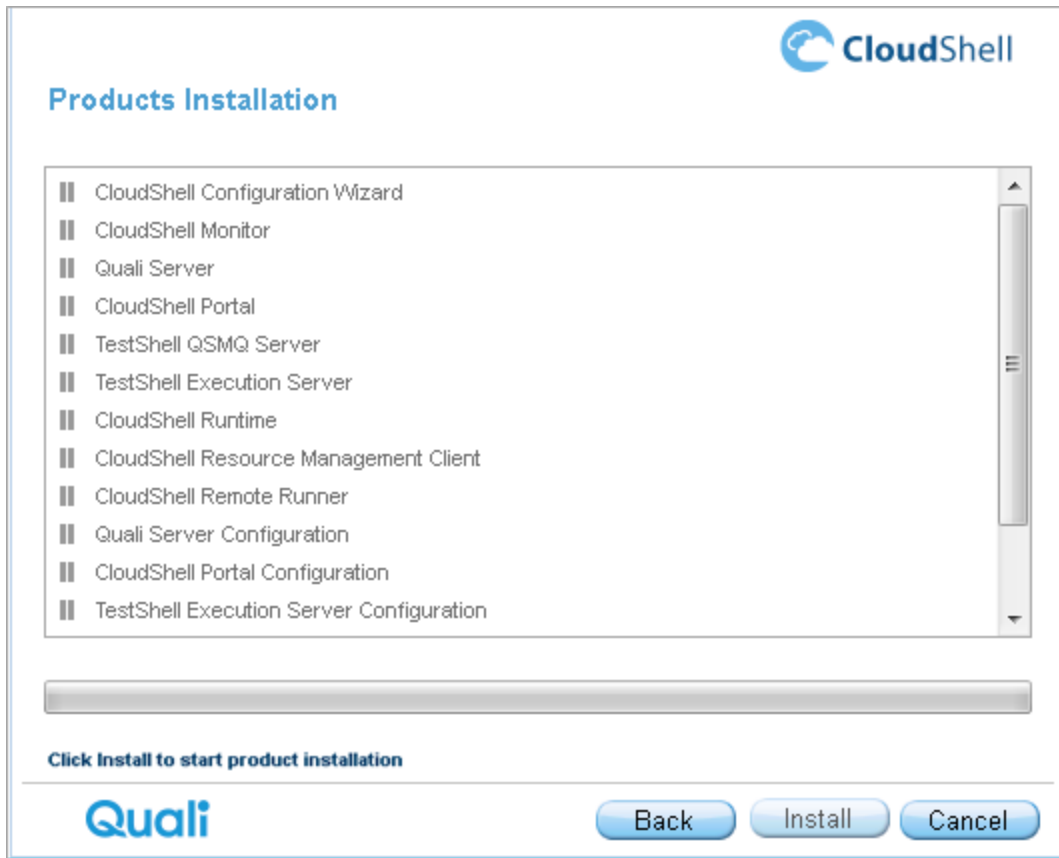 CloudShell
Products Installation
CloudShell Configuration Wizard
CloudShell Monitor
Quali Server
CloudShell Portal
TestShell QSMQ Server
TestShell Execution Server
CloudShell Runtime
CloudShell Resource Management Client
CloudShell Remote Runner
Quali Server Configuration
CloudShell Portal Configuration
TestShell Execution Server Configuration
Click Install to start product installation
Quali Back Install Cancel